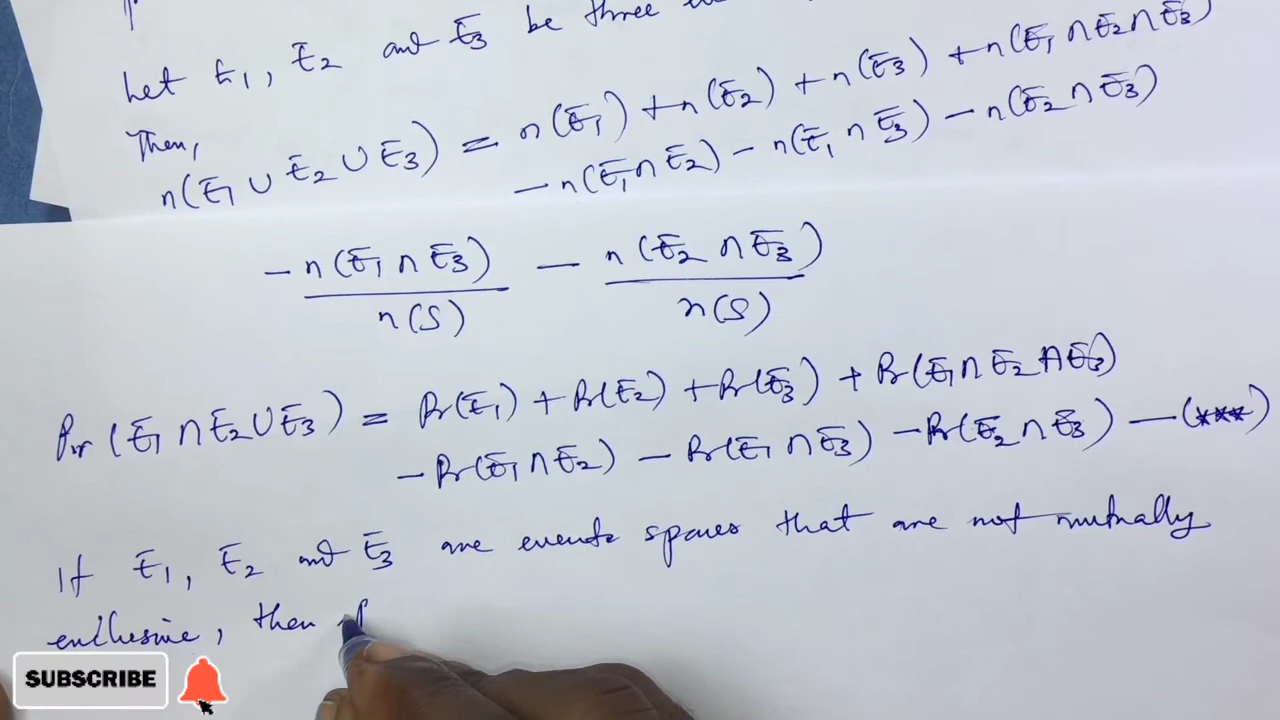 Let E1, E2 and E3 be three
Then,
n(E1 ∪ E2 ∪ E3) = n(E1) + n(E2) + n(E3) + n(E1 ∩ E2 ∩ E3)
− n(E1 ∩ E2) − n(E1 ∩ E3) − n(E2 ∩ E3)
− n(E1 ∩ E3) / n(S) − n(E2 ∩ E3) / n(S)
Pr(E1 ∩ E2 ∪ E3) = Pr(E1) + Pr(E2) + Pr(E3) + Pr(E1 ∩ E2 ∩ E3)
− Pr(E1 ∩ E2) − Pr(E1 ∩ E3) − Pr(E2 ∩ E3) — (***)
If E1, E2 and E3 are events spaces that are not mutually
exclusive, then
SUBSCRIBE